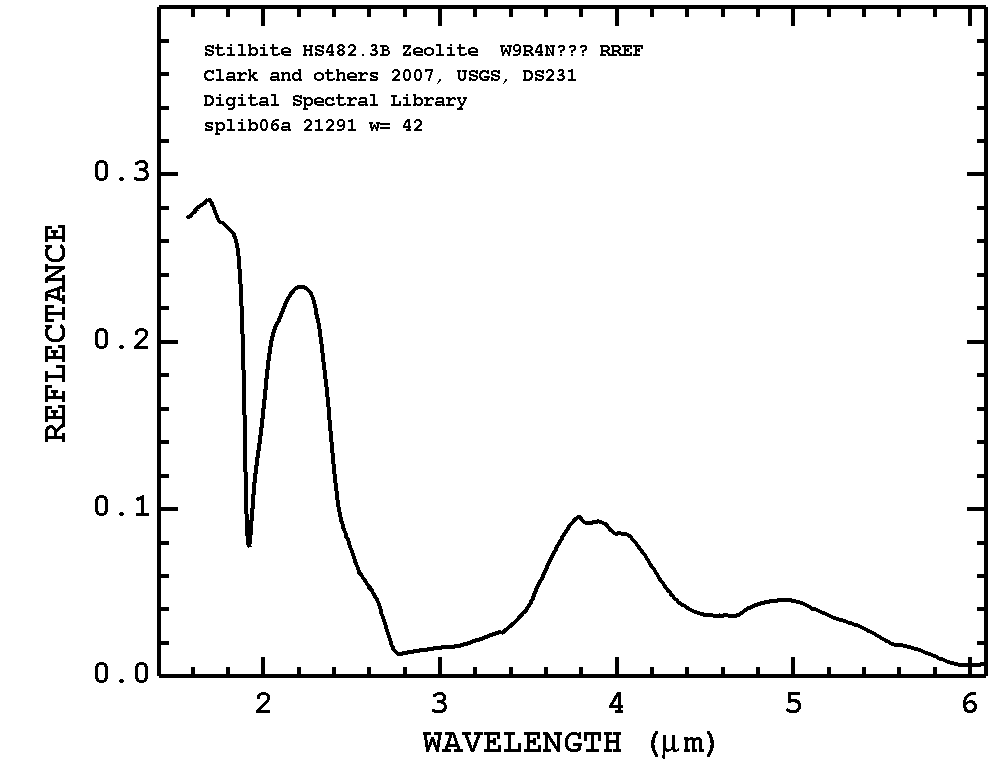 Stilbite HS482.3B Zeolite  W9R4N??? RREF
Clark and others 2007, USGS, DS231
Digital Spectral Library
splib06a 21291 w= 42
0.3
0.2
0.1
0.0
REFLECTANCE
2 3 4 5 6
WAVELENGTH (μm)